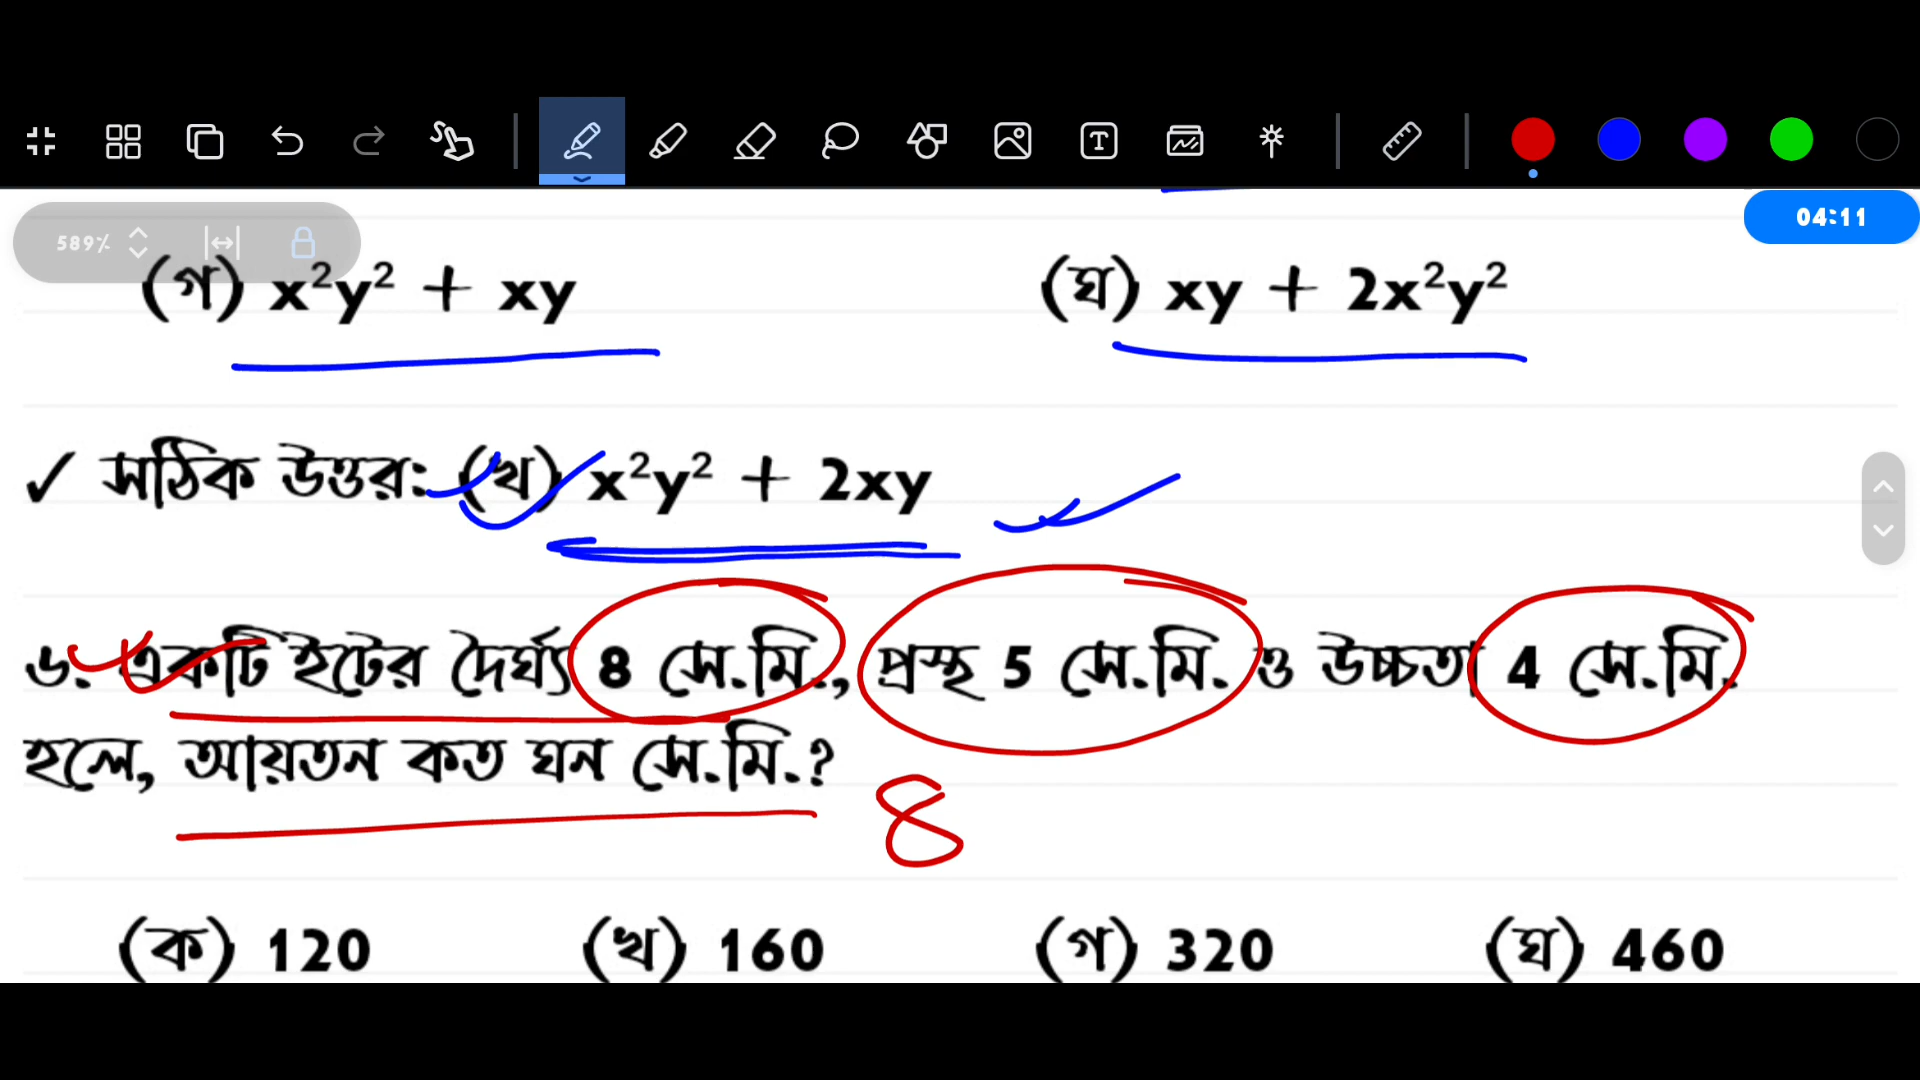 04:11
589%
(গ) x²y² + xy (ঘ) xy + 2x²y²
✓ সঠিক উত্তর: (খ) x²y² + 2xy
৬. একটি ইটের দৈর্ঘ্য 8 সে.মি., প্রস্থ 5 সে.মি. ও উচ্চতা 4 সে.মি.
হলে, আয়তন কত ঘন সে.মি.?
8
(ক) 120 (খ) 160 (গ) 320 (ঘ) 460